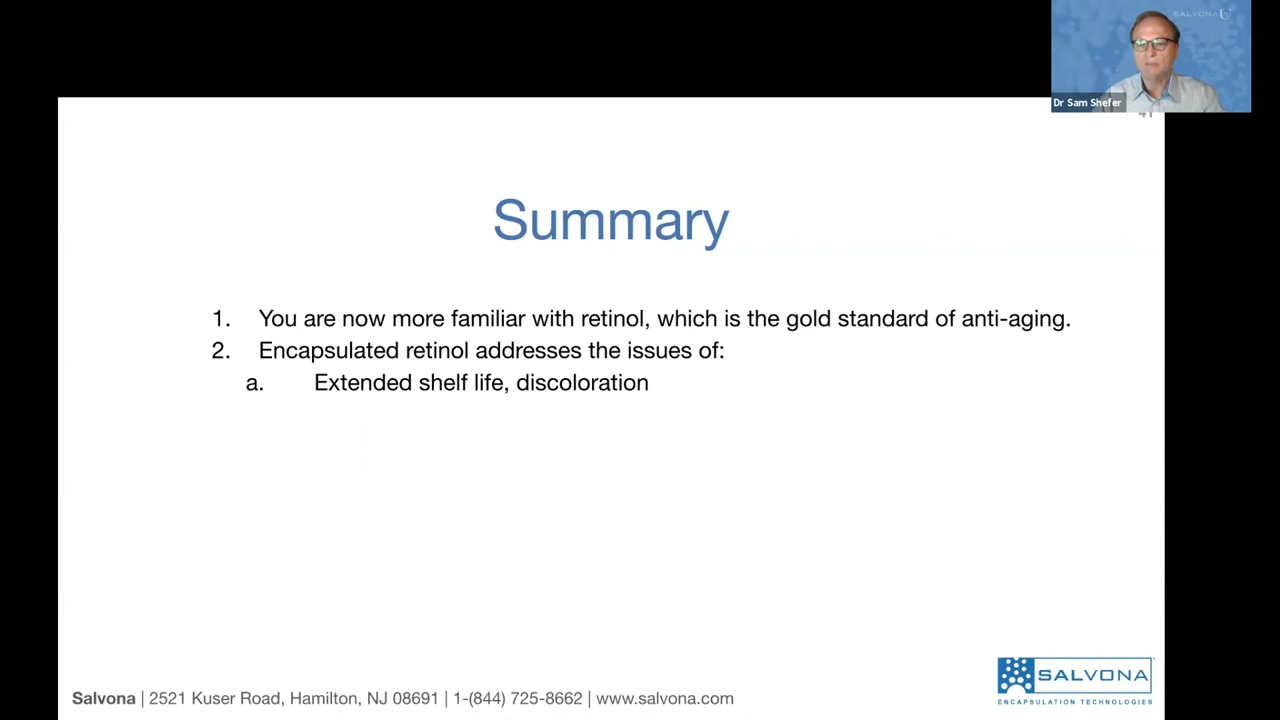 SALVONA U
Dr Sam Shefer
Summary
1. You are now more familiar with retinol, which is the gold standard of anti-aging.
2. Encapsulated retinol addresses the issues of:
a. Extended shelf life, discoloration
Salvona | 2521 Kuser Road, Hamilton, NJ 08691 | 1-(844) 725-8662 | www.salvona.com
SALVONA
ENCAPSULATION TECHNOLOGIES